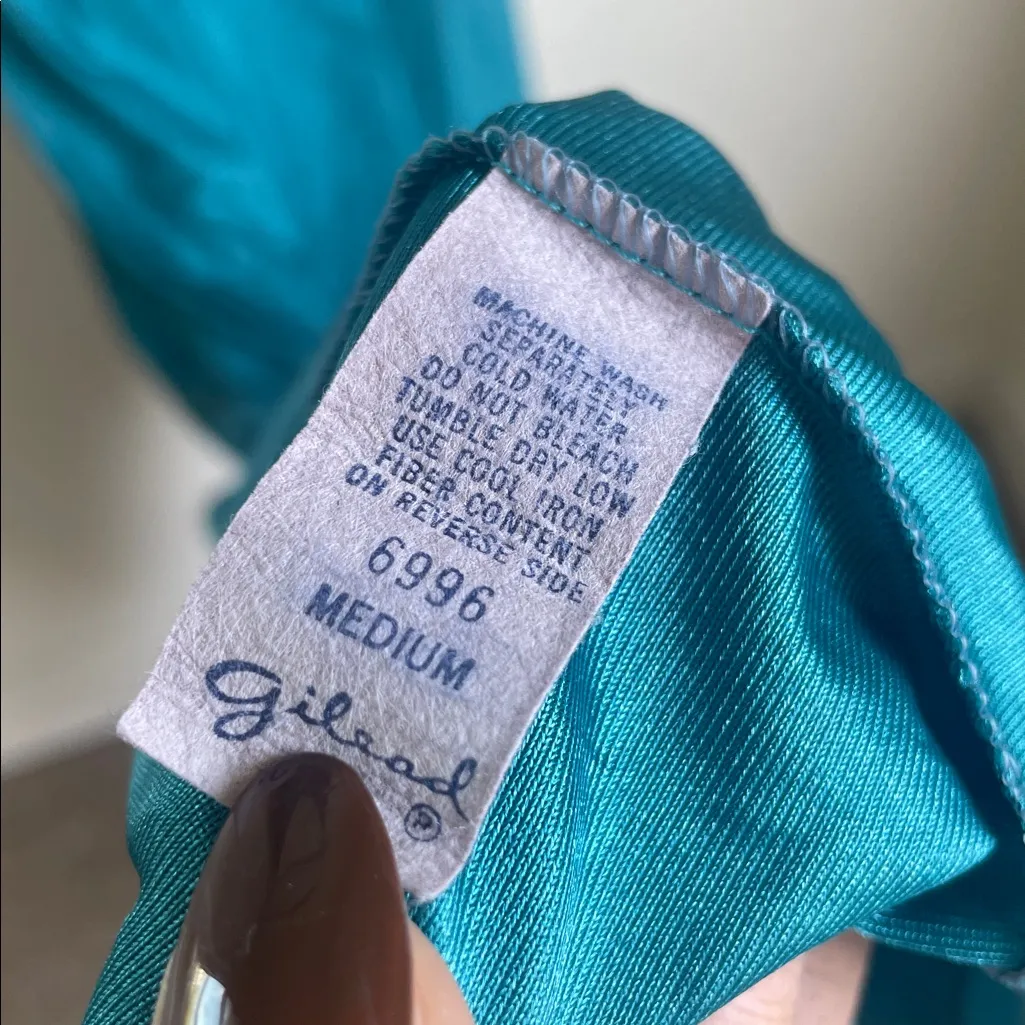 MACHINE WASH
SEPARATELY
COLD WATER
DO NOT BLEACH
TUMBLE DRY LOW
USE COOL IRON
FIBER CONTENT
ON REVERSE SIDE
6996
MEDIUM
Gilead
®